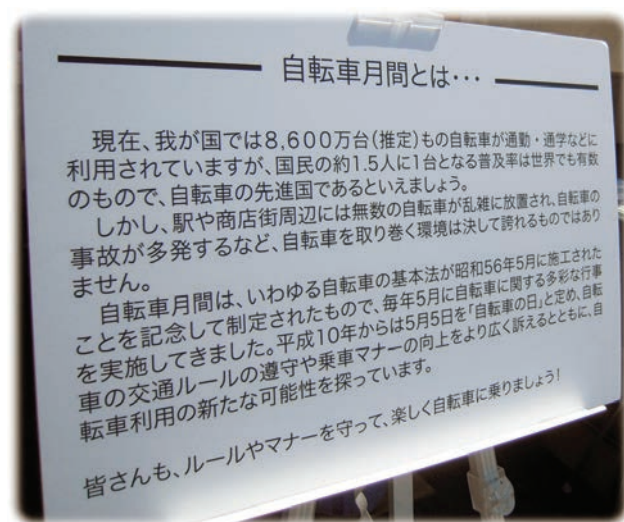 自転車月間とは・・・
現在、我が国では8,600万台(推定)もの自転車が通勤・通学などに
利用されていますが、国民の約1.5人に1台となる普及率は世界でも有数
のもので、自転車の先進国であるといえましょう。
しかし、駅や商店街周辺には無数の自転車が乱雑に放置され、自転車の
事故が多発するなど、自転車を取り巻く環境は決して誇れるものではあり
ません。
自転車月間は、いわゆる自転車の基本法が昭和56年5月に施工された
ことを記念して制定されたもので、毎年5月に自転車に関する多彩な行事
を実施してきました。平成10年からは5月5日を「自転車の日」と定め、自転
車の交通ルールの遵守や乗車マナーの向上をより広く訴えるとともに、自
転車利用の新たな可能性を探っています。
皆さんも、ルールやマナーを守って、楽しく自転車に乗りましょう!